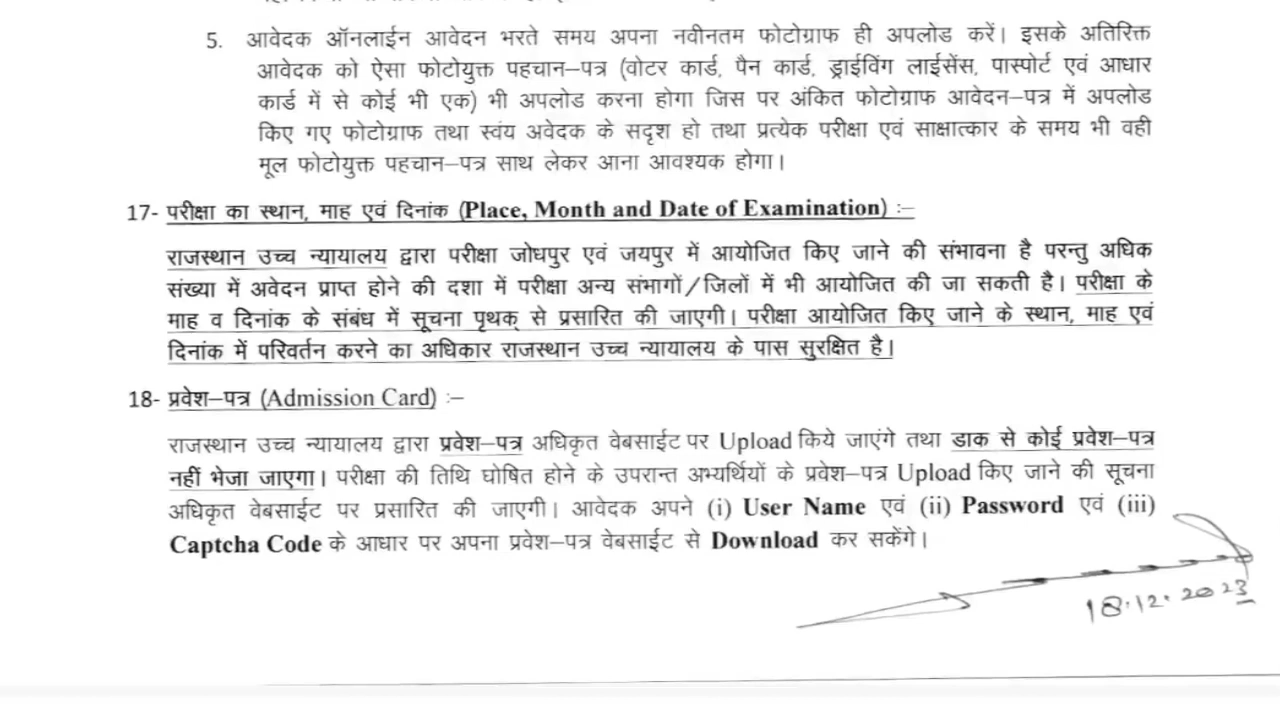 5. आवेदक ऑनलाईन आवेदन भरते समय अपना नवीनतम फोटोग्राफ ही अपलोड करें। इसके अतिरिक्त
आवेदक को ऐसा फोटोयुक्त पहचान–पत्र (वोटर कार्ड, पैन कार्ड, ड्राईविंग लाईसेंस, पास्पोर्ट एवं आधार
कार्ड में से कोई भी एक) भी अपलोड करना होगा जिस पर अंकित फोटोग्राफ आवेदन–पत्र में अपलोड
किए गए फोटोग्राफ तथा स्वंय अवेदक के सदृश हो तथा प्रत्येक परीक्षा एवं साक्षात्कार के समय भी वही
मूल फोटोयुक्त पहचान–पत्र साथ लेकर आना आवश्यक होगा।
17- परीक्षा का स्थान, माह एवं दिनांक (Place, Month and Date of Examination) :–
राजस्थान उच्च न्यायालय द्वारा परीक्षा जोधपुर एवं जयपुर में आयोजित किए जाने की संभावना है परन्तु अधिक
संख्या में अवेदन प्राप्त होने की दशा में परीक्षा अन्य संभागों/जिलों में भी आयोजित की जा सकती है। परीक्षा के
माह व दिनांक के संबंध में सूचना पृथक् से प्रसारित की जाएगी। परीक्षा आयोजित किए जाने के स्थान, माह एवं
दिनांक में परिवर्तन करने का अधिकार राजस्थान उच्च न्यायालय के पास सुरक्षित है।
18- प्रवेश–पत्र (Admission Card) :–
राजस्थान उच्च न्यायालय द्वारा प्रवेश–पत्र अधिकृत वेबसाईट पर Upload किये जाएंगे तथा डाक से कोई प्रवेश–पत्र
नहीं भेजा जाएगा। परीक्षा की तिथि घोषित होने के उपरान्त अभ्यर्थियों के प्रवेश–पत्र Upload किए जाने की सूचना
अधिकृत वेबसाईट पर प्रसारित की जाएगी। आवेदक अपने (i) User Name एवं (ii) Password एवं (iii)
Captcha Code के आधार पर अपना प्रवेश–पत्र वेबसाईट से Download कर सकेंगे।
18.12.2023